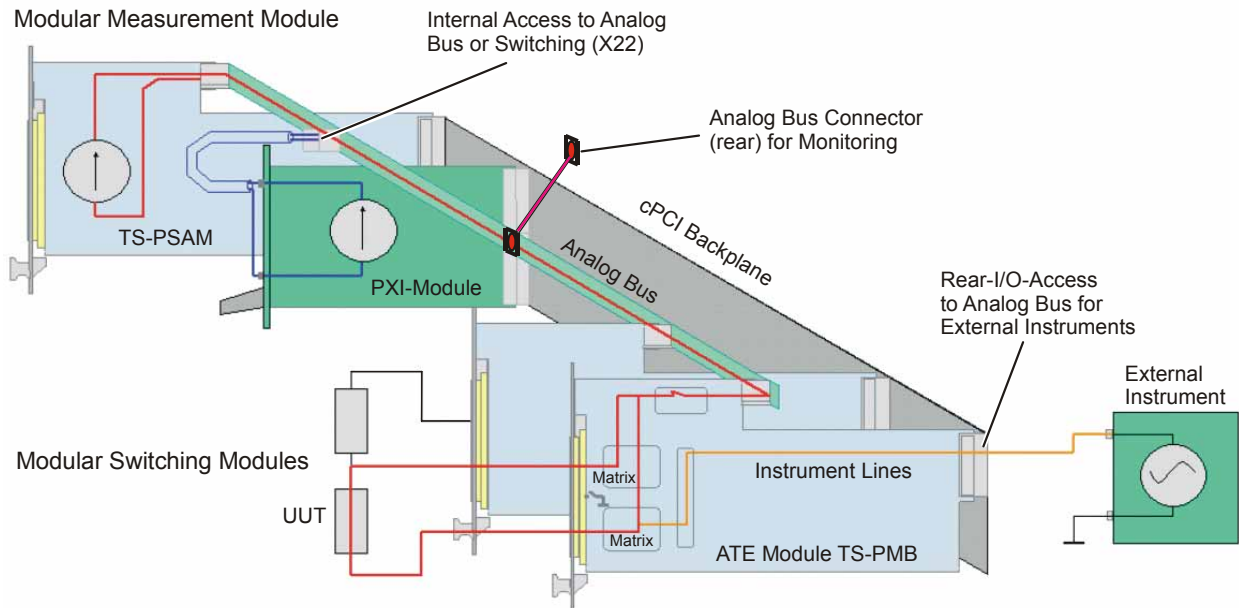 Modular Measurement Module
Internal Access to Analog
Bus or Switching (X22)
Analog Bus Connector
(rear) for Monitoring
TS-PSAM
PXI-Module
cPCI Backplane
Analog Bus
Rear-I/O-Access
to Analog Bus for
External Instruments
External
Instrument
Modular Switching Modules
Matrix
Instrument Lines
UUT
Matrix
ATE Module TS-PMB